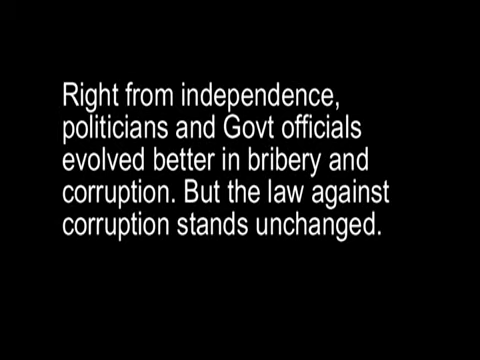 Right from independence,
politicians and Govt officials
evolved better in bribery and
corruption. But the law against
corruption stands unchanged.